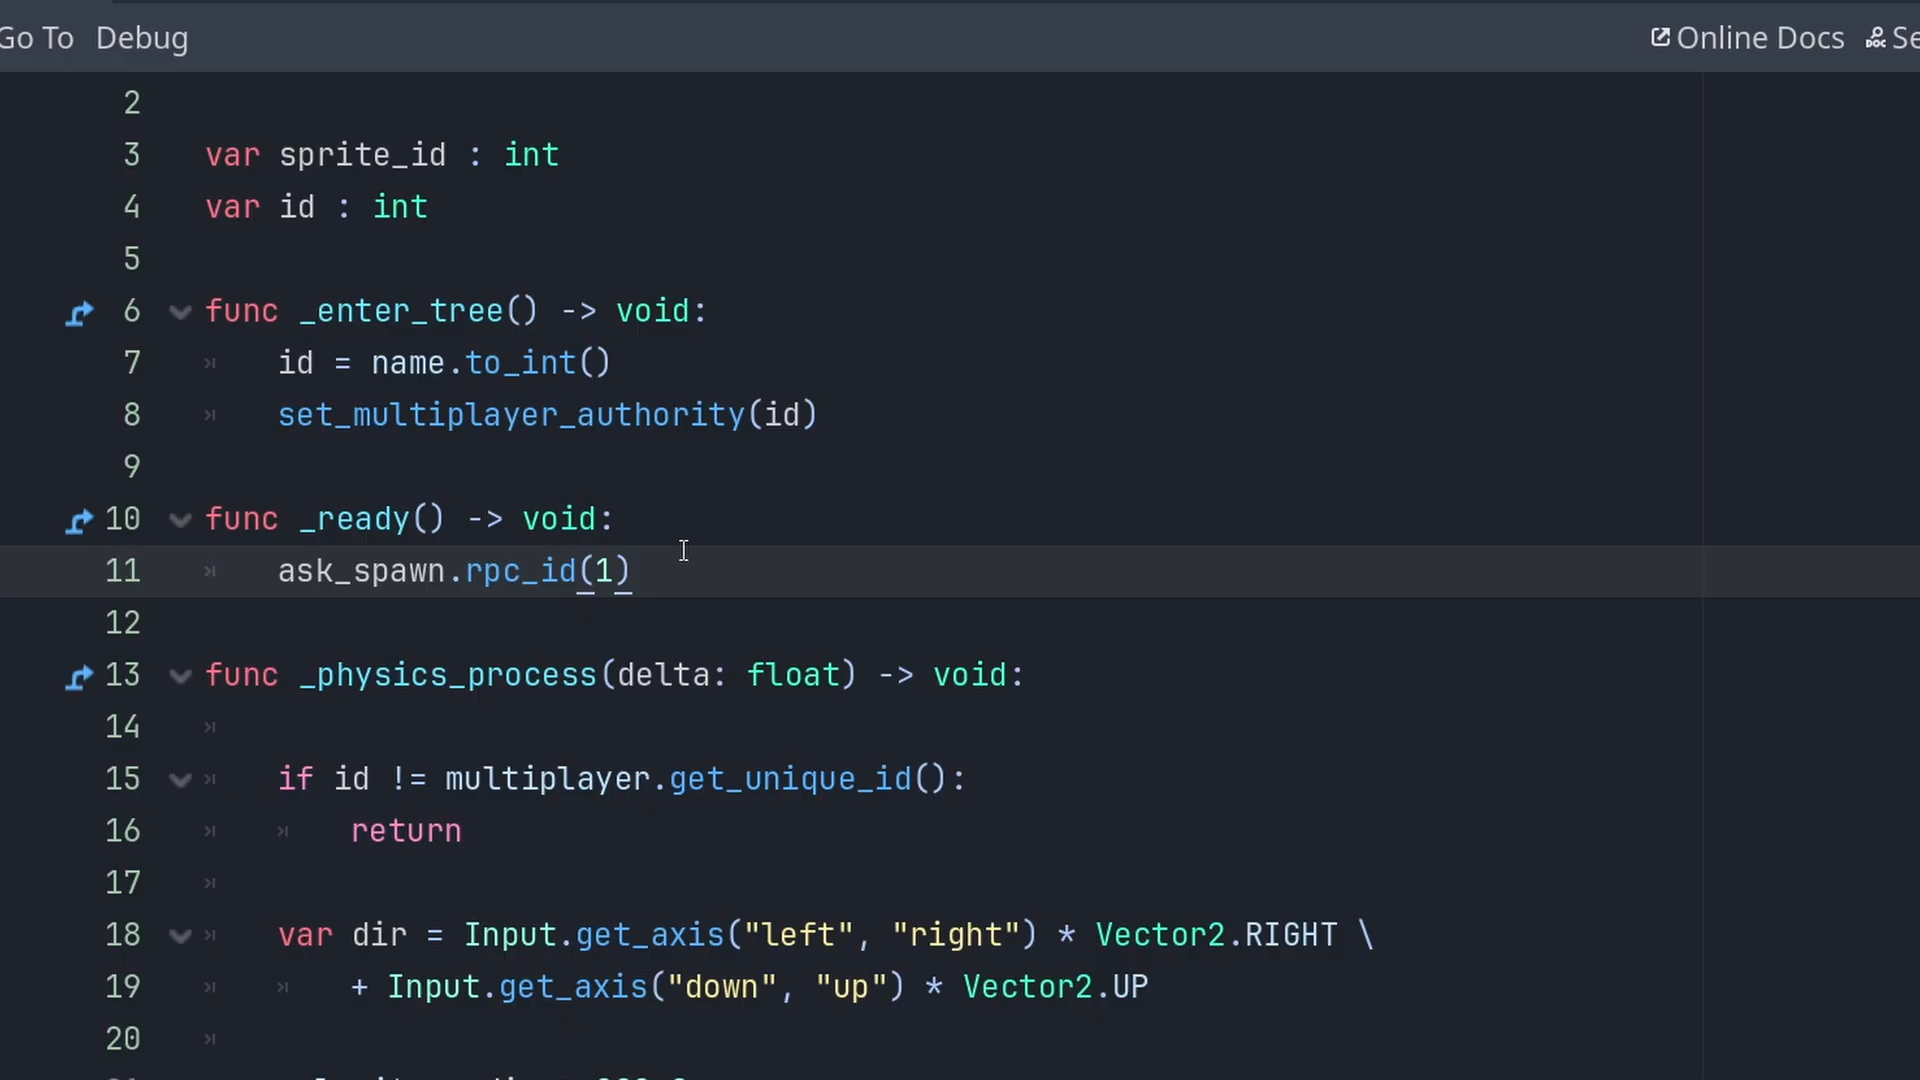 Go To Debug Online Docs
2
3 var sprite_id : int
4 var id : int
5
6 func _enter_tree() -> void:
7 id = name.to_int()
8 set_multiplayer_authority(id)
9
10 func _ready() -> void:
11 ask_spawn.rpc_id(1)
12
13 func _physics_process(delta: float) -> void:
14
15 if id != multiplayer.get_unique_id():
16 return
17
18 var dir = Input.get_axis("left", "right") * Vector2.RIGHT \
19 + Input.get_axis("down", "up") * Vector2.UP
20